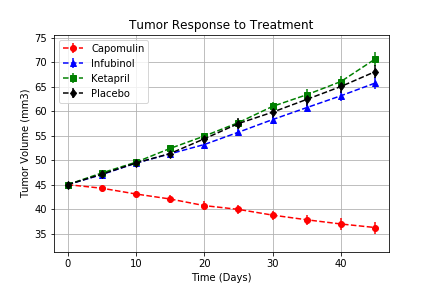 Tumor Response to Treatment
Tumor Volume (mm3)
75
70
65
60
55
50
45
40
35
Capomulin
Infubinol
Ketapril
Placebo
0 10 20 30 40
Time (Days)